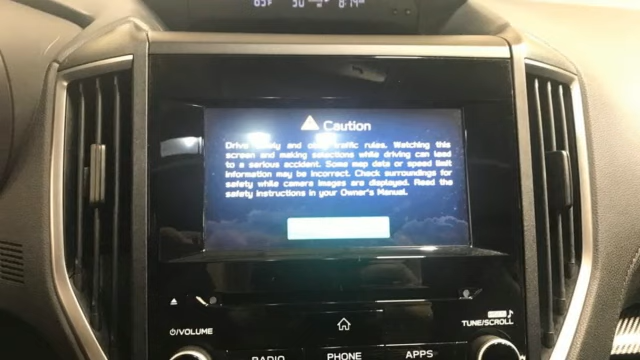 Caution
Drive and traffic rules. Watching this
screen and making selections while driving can lead
to a serious accident. Some map data or speed limit
information may be incorrect. Check surroundings for
safety while camera images are displayed. Read the
safety instructions in your Owner's Manual.
/VOLUME
TUNE/SCROLL
RADIO
PHONE
APPS